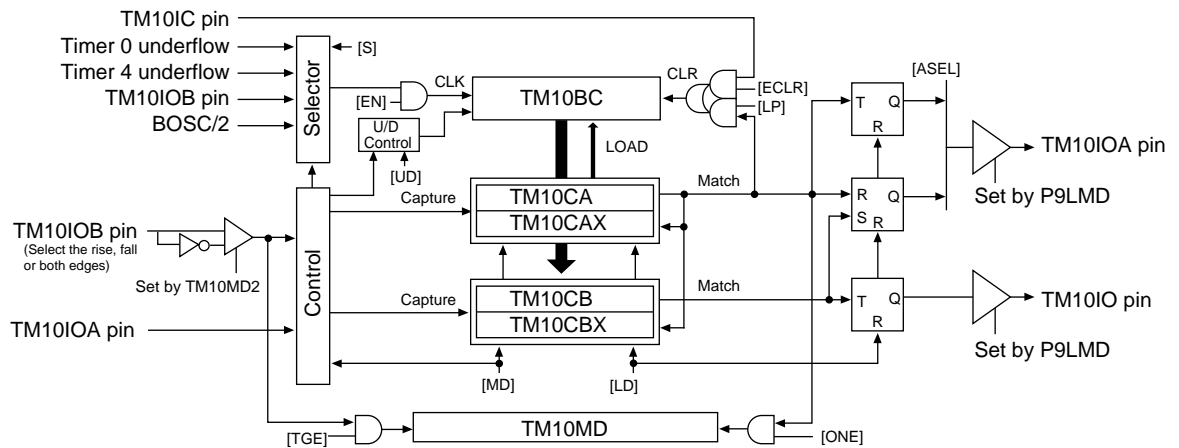 TM10IC pin
Timer 0 underflow
Timer 4 underflow
TM10IOB pin
BOSC/2
Selector
[S]
[EN]
CLK
TM10BC
CLR
[ECLR]
[LP]
U/D
Control
[UD]
LOAD
[ASEL]
T
Q
R
TM10IOA pin
Set by P9LMD
Capture
TM10CA
TM10CAX
Match
R
Q
S
R
TM10IOB pin
(Select the rise, fall
or both edges)
Set by TM10MD2
Control
TM10IOA pin
Capture
TM10CB
TM10CBX
Match
T
Q
R
TM10IO pin
Set by P9LMD
[MD]
[LD]
[TGE]
TM10MD
[ONE]